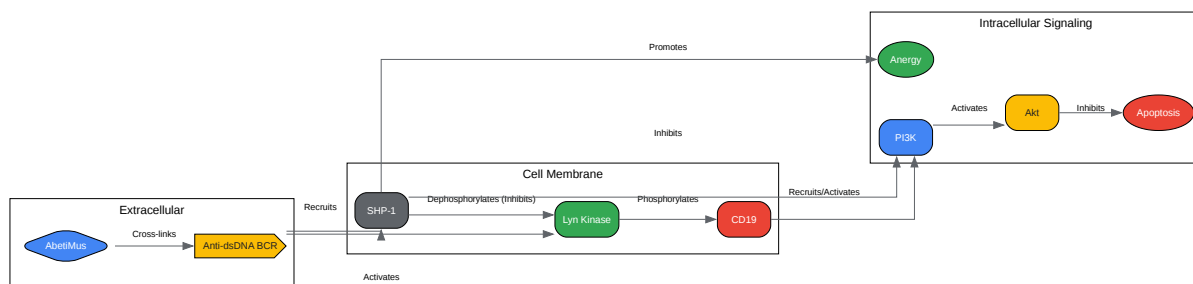 Intracellular Signaling
Promotes
Anergy
Activates
Akt
Inhibits
Apoptosis
PI3K
Inhibits
Cell Membrane
Recruits/Activates
Dephosphorylates (Inhibits)
Phosphorylates
SHP-1
Lyn Kinase
CD19
Extracellular
Recruits
AbetiMus
Cross-links
Anti-dsDNA BCR
Activates